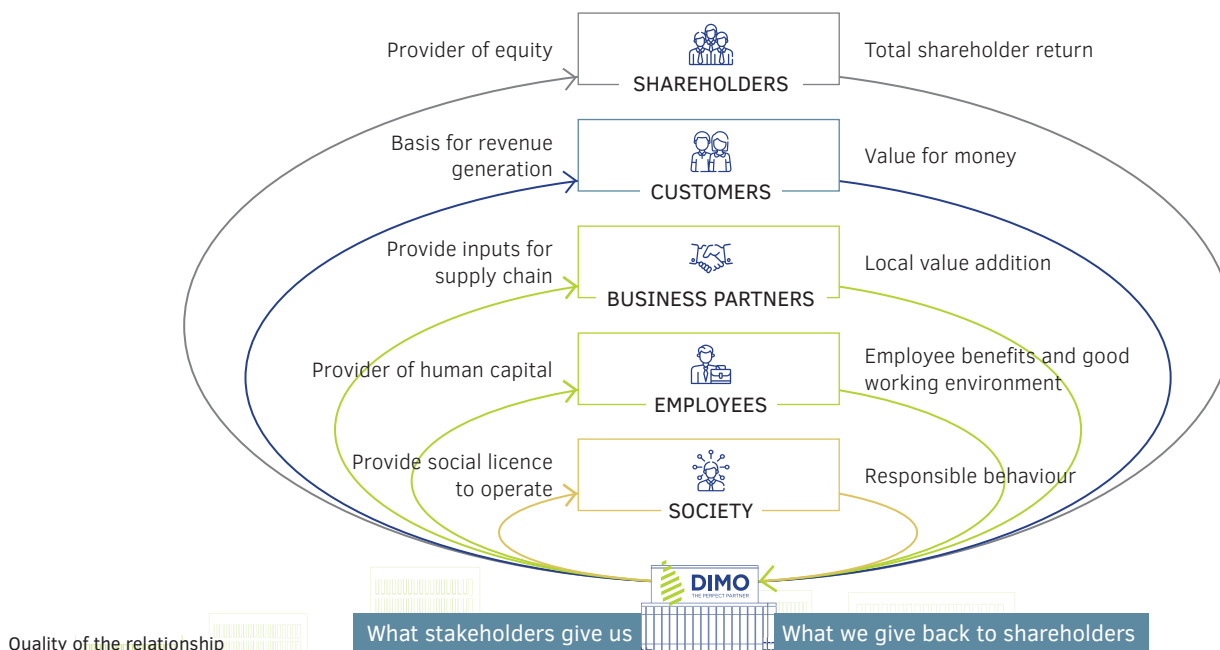 Provider of equity
SHAREHOLDERS
Total shareholder return
Basis for revenue
generation
CUSTOMERS
Value for money
Provide inputs for
supply chain
BUSINESS PARTNERS
Local value addition
Provider of human capital
EMPLOYEES
Employee benefits and good
working environment
Provide social licence
to operate
SOCIETY
Responsible behaviour
DIMO
THE PERFECT PARTNER
What stakeholders give us
What we give back to shareholders
Quality of the relationship